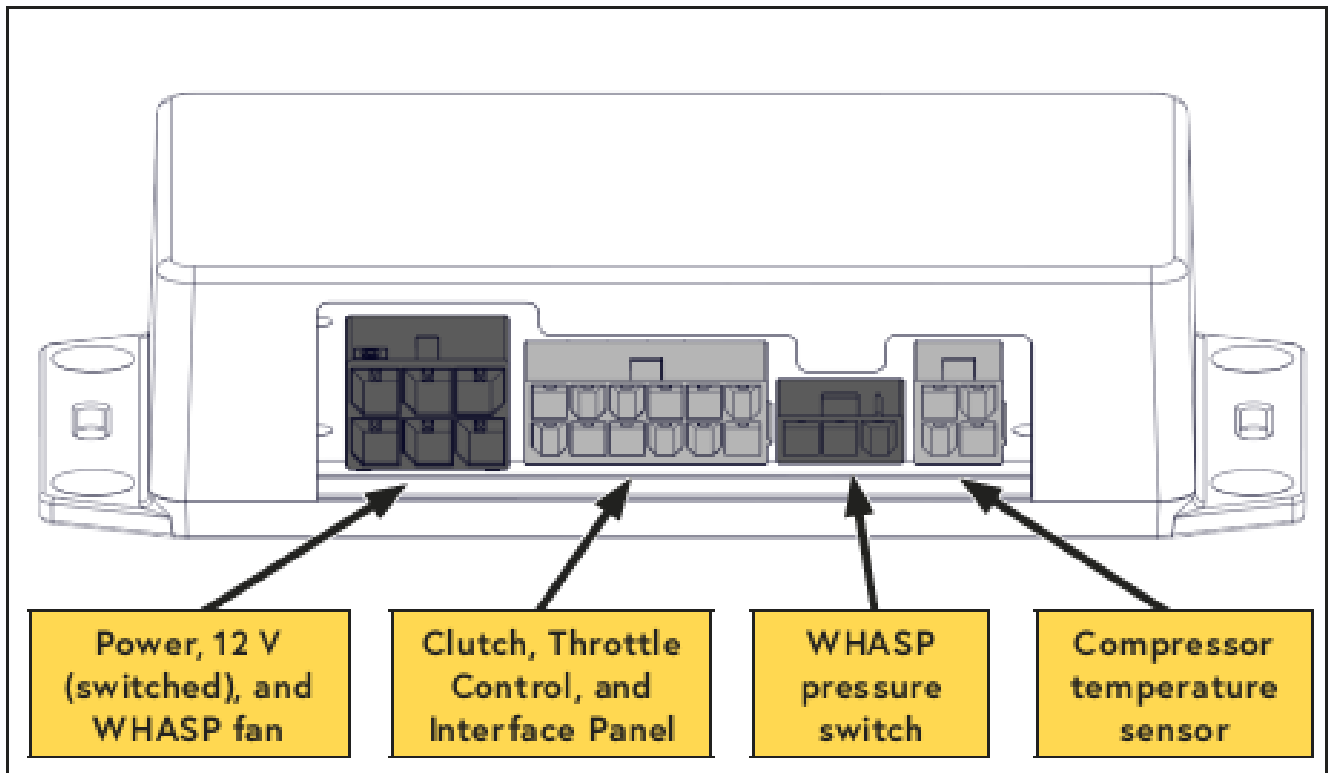 Power, 12 V
(switched), and
WHASP fan
Clutch, Throttle
Control, and
Interface Panel
WHASP
pressure
switch
Compressor
temperature
sensor